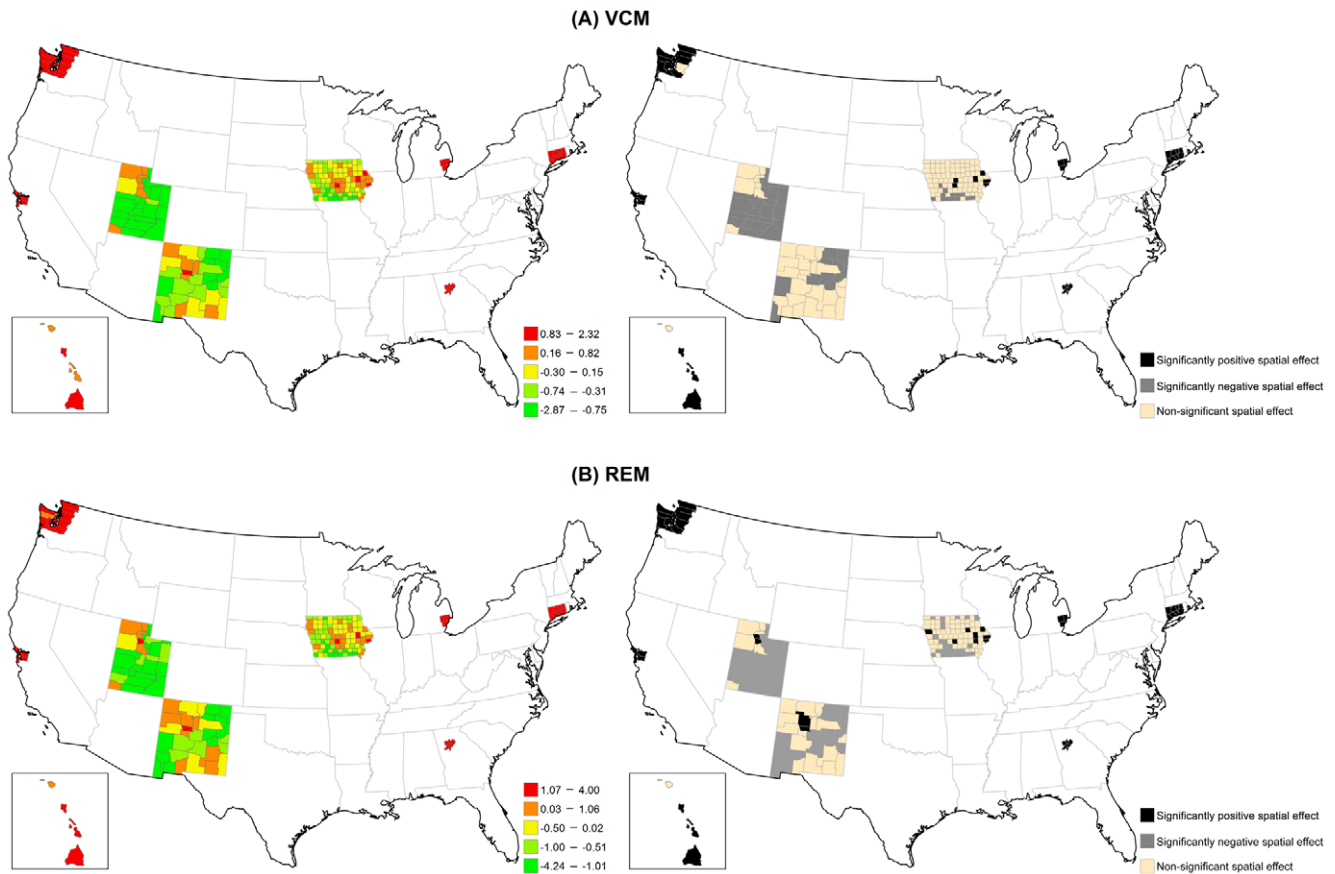 (A) VCM
0.83 – 2.32
0.16 – 0.82
-0.30 – 0.15
-0.74 – -0.31
-2.87 – -0.75
Significantly positive spatial effect
Significantly negative spatial effect
Non-significant spatial effect
(B) REM
1.07 – 4.00
0.03 – 1.06
-0.50 – 0.02
-1.00 – -0.51
-4.24 – -1.01
Significantly positive spatial effect
Significantly negative spatial effect
Non-significant spatial effect